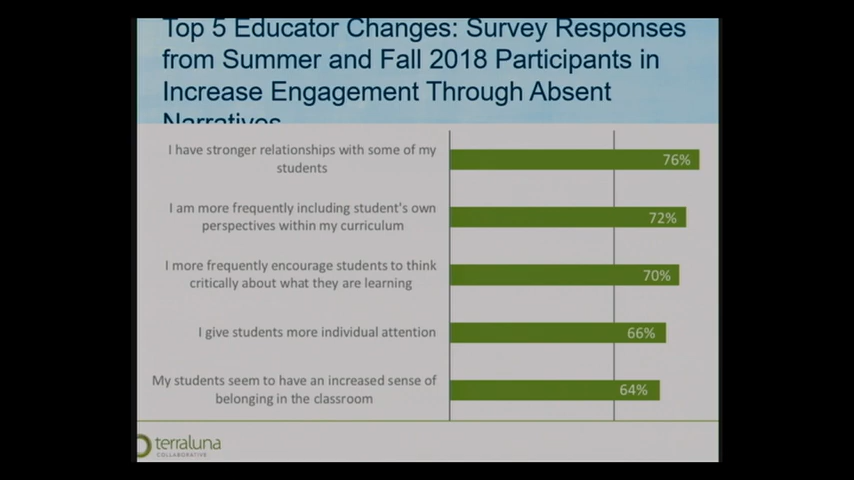 Top 5 Educator Changes: Survey Responses
from Summer and Fall 2018 Participants in
Increase Engagement Through Absent
Narratives
I have stronger relationships with some of my
students
76%
I am more frequently including student's own
perspectives within my curriculum
72%
I more frequently encourage students to think
critically about what they are learning
70%
I give students more individual attention
66%
My students seem to have an increased sense of
belonging in the classroom
64%
terraluna
COLLABORATIVE